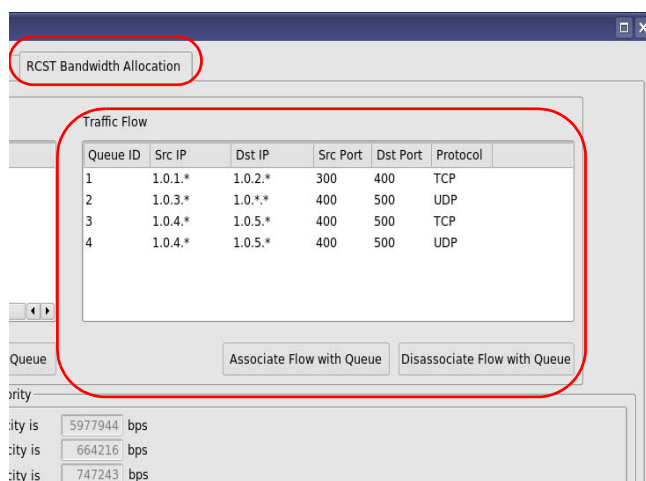 RCST Bandwidth Allocation
Traffic Flow
Queue ID Src IP Dst IP Src Port Dst Port Protocol
1 1.0.1.* 1.0.2.* 300 400 TCP
2 1.0.3.* 1.0.*.* 400 500 UDP
3 1.0.4.* 1.0.5.* 400 500 TCP
4 1.0.4.* 1.0.5.* 400 500 UDP
Queue Associate Flow with Queue Disassociate Flow with Queue
ority
city is 5977944 bps
city is 664216 bps
city is 747243 bps